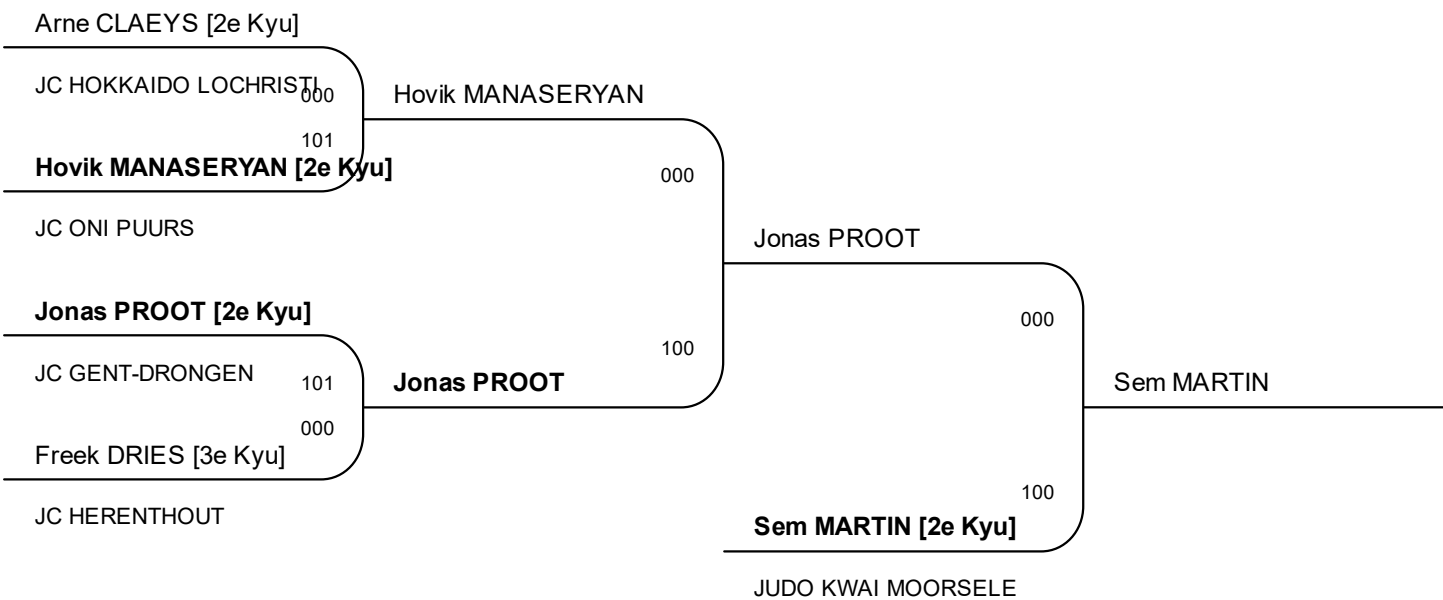 Arne CLAEYS [2e Kyu]
JC HOKKAIDO LOCHRISTI
000
Hovik MANASERYAN
101
Hovik MANASERYAN [2e Kyu]
000
JC ONI PUURS
Jonas PROOT
Jonas PROOT [2e Kyu]
000
100
JC GENT-DRONGEN
101
Jonas PROOT
Sem MARTIN
000
Freek DRIES [3e Kyu]
100
JC HERENTHOUT
Sem MARTIN [2e Kyu]
JUDO KWAI MOORSELE